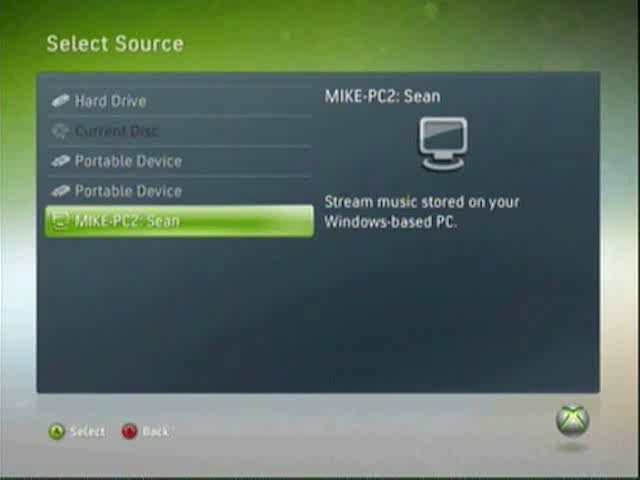 Select Source
Hard Drive
Current Disc
Portable Device
Portable Device
MIKE-PC2: Sean
MIKE-PC2: Sean
Stream music stored on your
Windows-based PC.
Select
Back